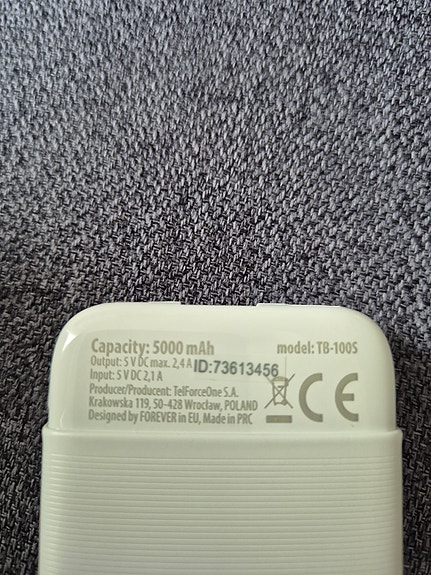 Capacity: 5000 mAh model: TB-100S
Output: 5 V DC max. 2,4 A ID:73613456
Input: 5 V DC 2,1 A
Producer/Producent: TelForceOne S.A.
Krakowska 119, 50-428 Wrocław, POLAND
Designed by FOREVER in EU, Made in PRC
CE